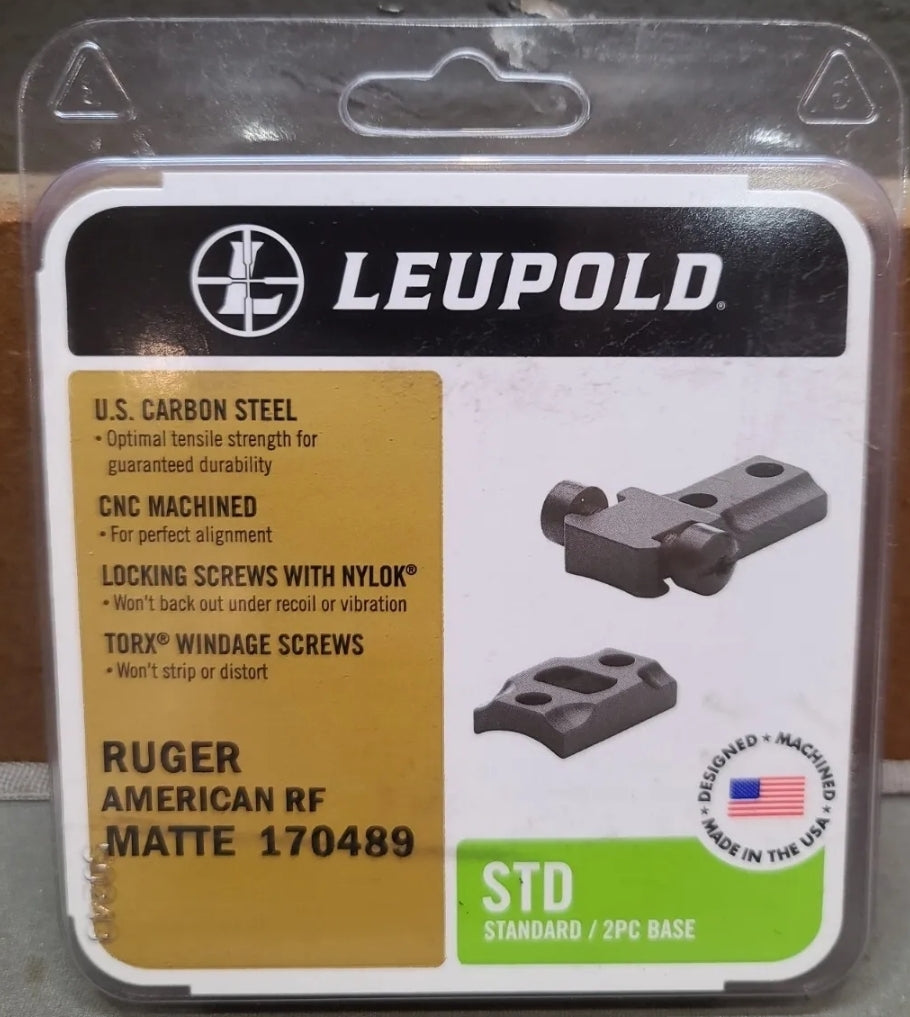 LEUPOLD®
U.S. CARBON STEEL
• Optimal tensile strength for
guaranteed durability
CNC MACHINED
• For perfect alignment
LOCKING SCREWS WITH NYLOK®
• Won't back out under recoil or vibration
TORX® WINDAGE SCREWS
• Won't strip or distort
RUGER
AMERICAN RF
MATTE 170489
DESIGNED ★ MACHINED ★ MADE IN THE USA ★
STD
STANDARD / 2PC BASE